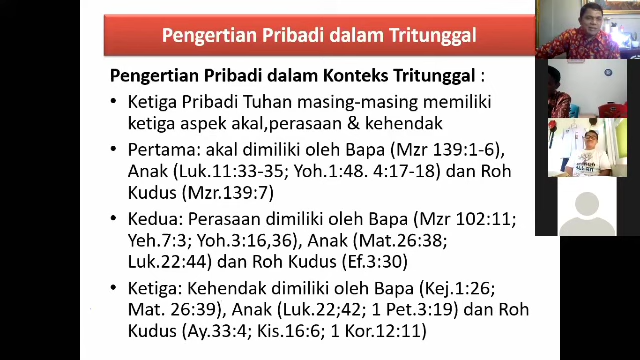 Pengertian Pribadi dalam Tritunggal
Pengertian Pribadi dalam Konteks Tritunggal :
• Ketiga Pribadi Tuhan masing-masing memiliki
ketiga aspek akal,perasaan & kehendak
• Pertama: akal dimiliki oleh Bapa (Mzr 139:1-6),
Anak (Luk.11:33-35; Yoh.1:48. 4:17-18) dan Roh
Kudus (Mzr.139:7)
• Kedua: Perasaan dimiliki oleh Bapa (Mzr 102:11;
Yeh.7:3; Yoh.3:16,36), Anak (Mat.26:38;
Luk.22:44) dan Roh Kudus (Ef.3:30)
• Ketiga: Kehendak dimiliki oleh Bapa (Kej.1:26;
Mat. 26:39), Anak (Luk.22;42; 1 Pet.3:19) dan Roh
Kudus (Ay.33:4; Kis.16:6; 1 Kor.12:11)